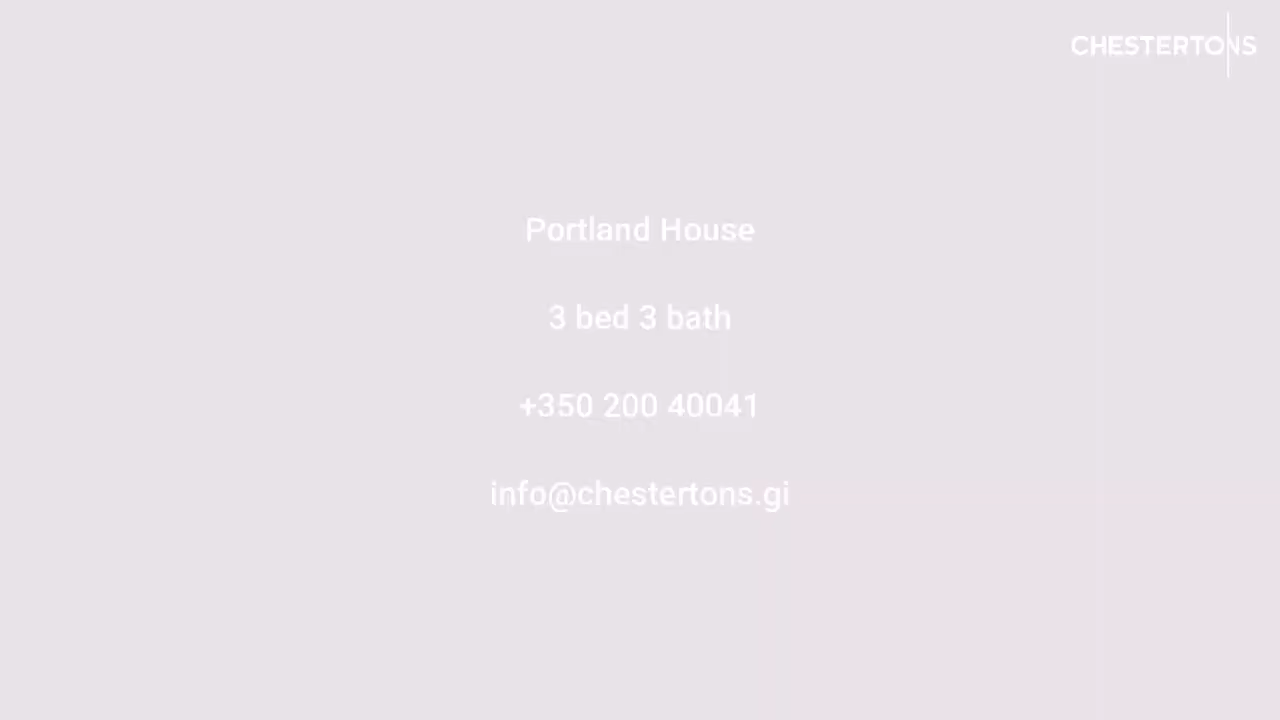 CHESTERTONS
Portland House
3 bed 3 bath
+350 200 40041
info@chestertons.gi